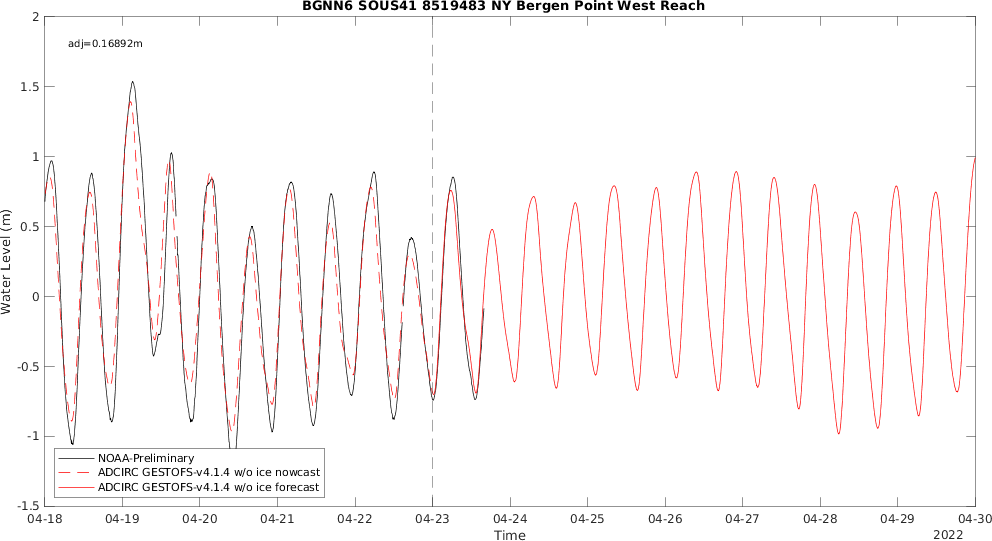 BGNN6 SOUS41 8519483 NY Bergen Point West Reach
adj=0.16892m
2
1.5
1
0.5
0
-0.5
-1
-1.5
Water Level (m)
NOAA-Preliminary
ADCIRC GESTOFS-v4.1.4 w/o ice nowcast
ADCIRC GESTOFS-v4.1.4 w/o ice forecast
04-18 04-19 04-20 04-21 04-22 04-23 04-24 04-25 04-26 04-27 04-28 04-29 04-30
Time
2022